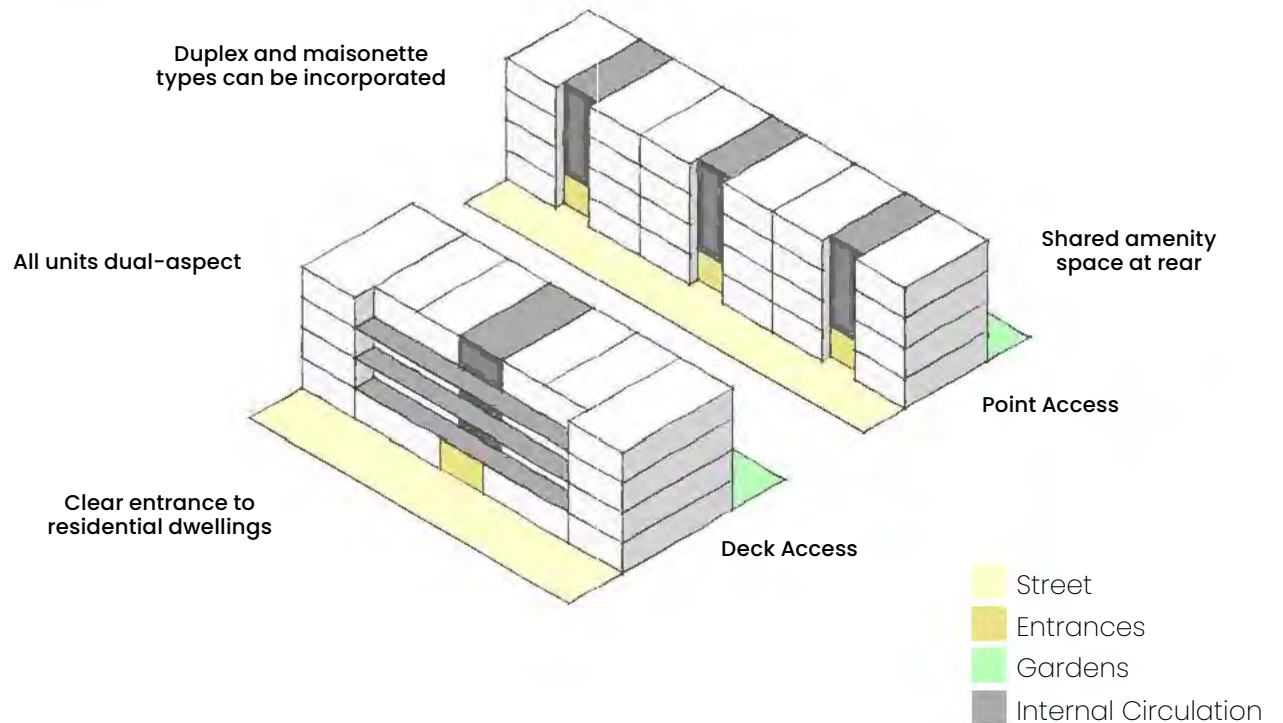 Duplex and maisonette
types can be incorporated
All units dual-aspect
Shared amenity
space at rear
Point Access
Clear entrance to
residential dwellings
Deck Access
Street
Entrances
Gardens
Internal Circulation